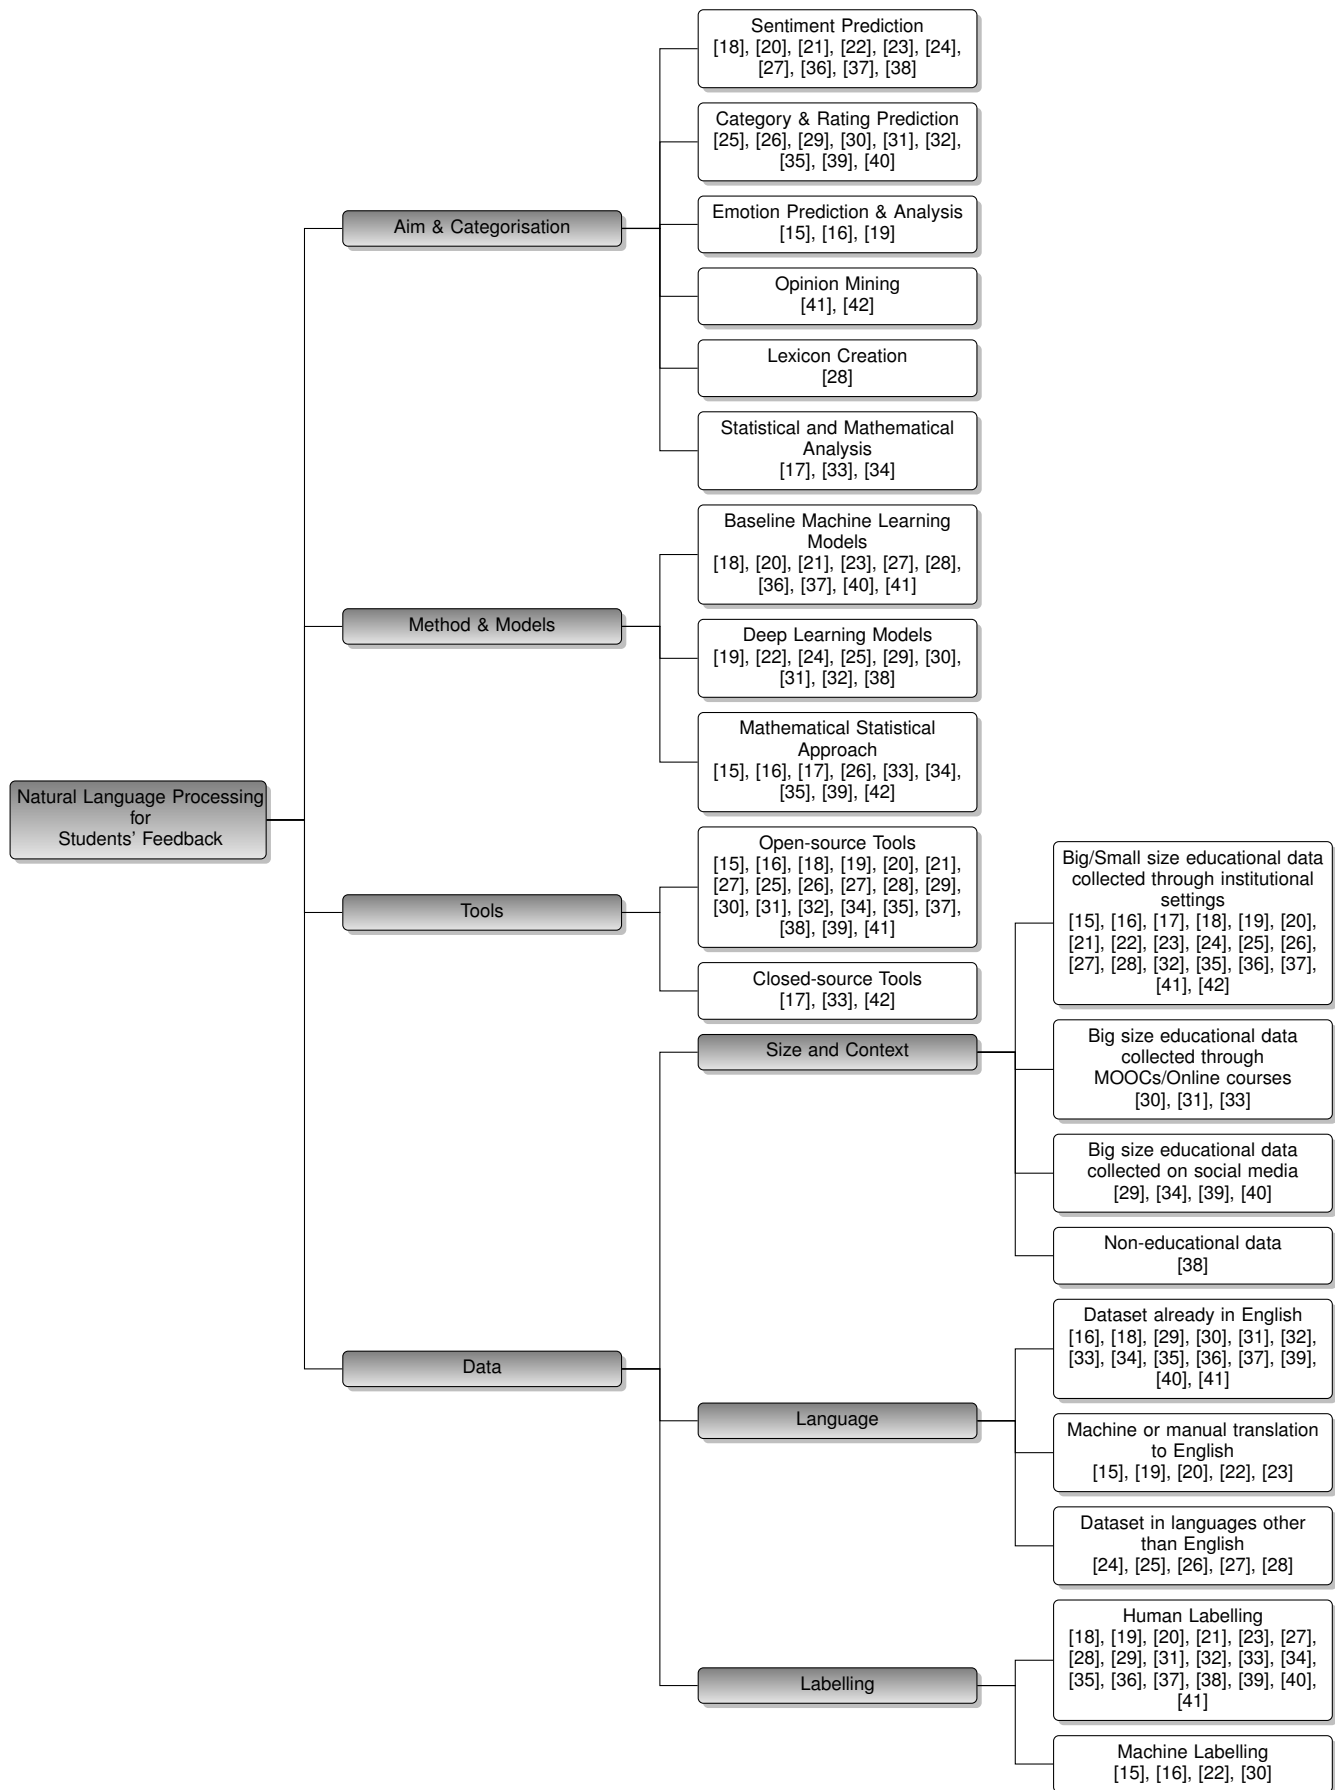 Natural Language Processing
for
Students' Feedback
Aim & Categorisation
Sentiment Prediction
[18], [20], [21], [22], [23], [24],
[27], [36], [37], [38]
Category & Rating Prediction
[25], [26], [29], [30], [31], [32],
[35], [39], [40]
Emotion Prediction & Analysis
[15], [16], [19]
Opinion Mining
[41], [42]
Lexicon Creation
[28]
Statistical and Mathematical
Analysis
[17], [33], [34]
Method & Models
Baseline Machine Learning
Models
[18], [20], [21], [23], [27], [28],
[36], [37], [40], [41]
Deep Learning Models
[19], [22], [24], [25], [29], [30],
[31], [32], [38]
Mathematical Statistical
Approach
[15], [16], [17], [26], [33], [34],
[35], [39], [42]
Tools
Open-source Tools
[15], [16], [18], [19], [20], [21],
[27], [25], [26], [27], [28], [29],
[30], [31], [32], [34], [35], [37],
[38], [39], [41]
Closed-source Tools
[17], [33], [42]
Data
Size and Context
Big/Small size educational data
collected through institutional
settings
[15], [16], [17], [18], [19], [20],
[21], [22], [23], [24], [25], [26],
[27], [28], [32], [35], [36], [37],
[41], [42]
Big size educational data
collected through
MOOCs/Online courses
[30], [31], [33]
Big size educational data
collected on social media
[29], [34], [39], [40]
Non-educational data
[38]
Language
Dataset already in English
[16], [18], [29], [30], [31], [32],
[33], [34], [35], [36], [37], [39],
[40], [41]
Machine or manual translation
to English
[15], [19], [20], [22], [23]
Dataset in languages other
than English
[24], [25], [26], [27], [28]
Labelling
Human Labelling
[18], [19], [20], [21], [23], [27],
[28], [29], [31], [32], [33], [34],
[35], [36], [37], [38], [39], [40],
[41]
Machine Labelling
[15], [16], [22], [30]